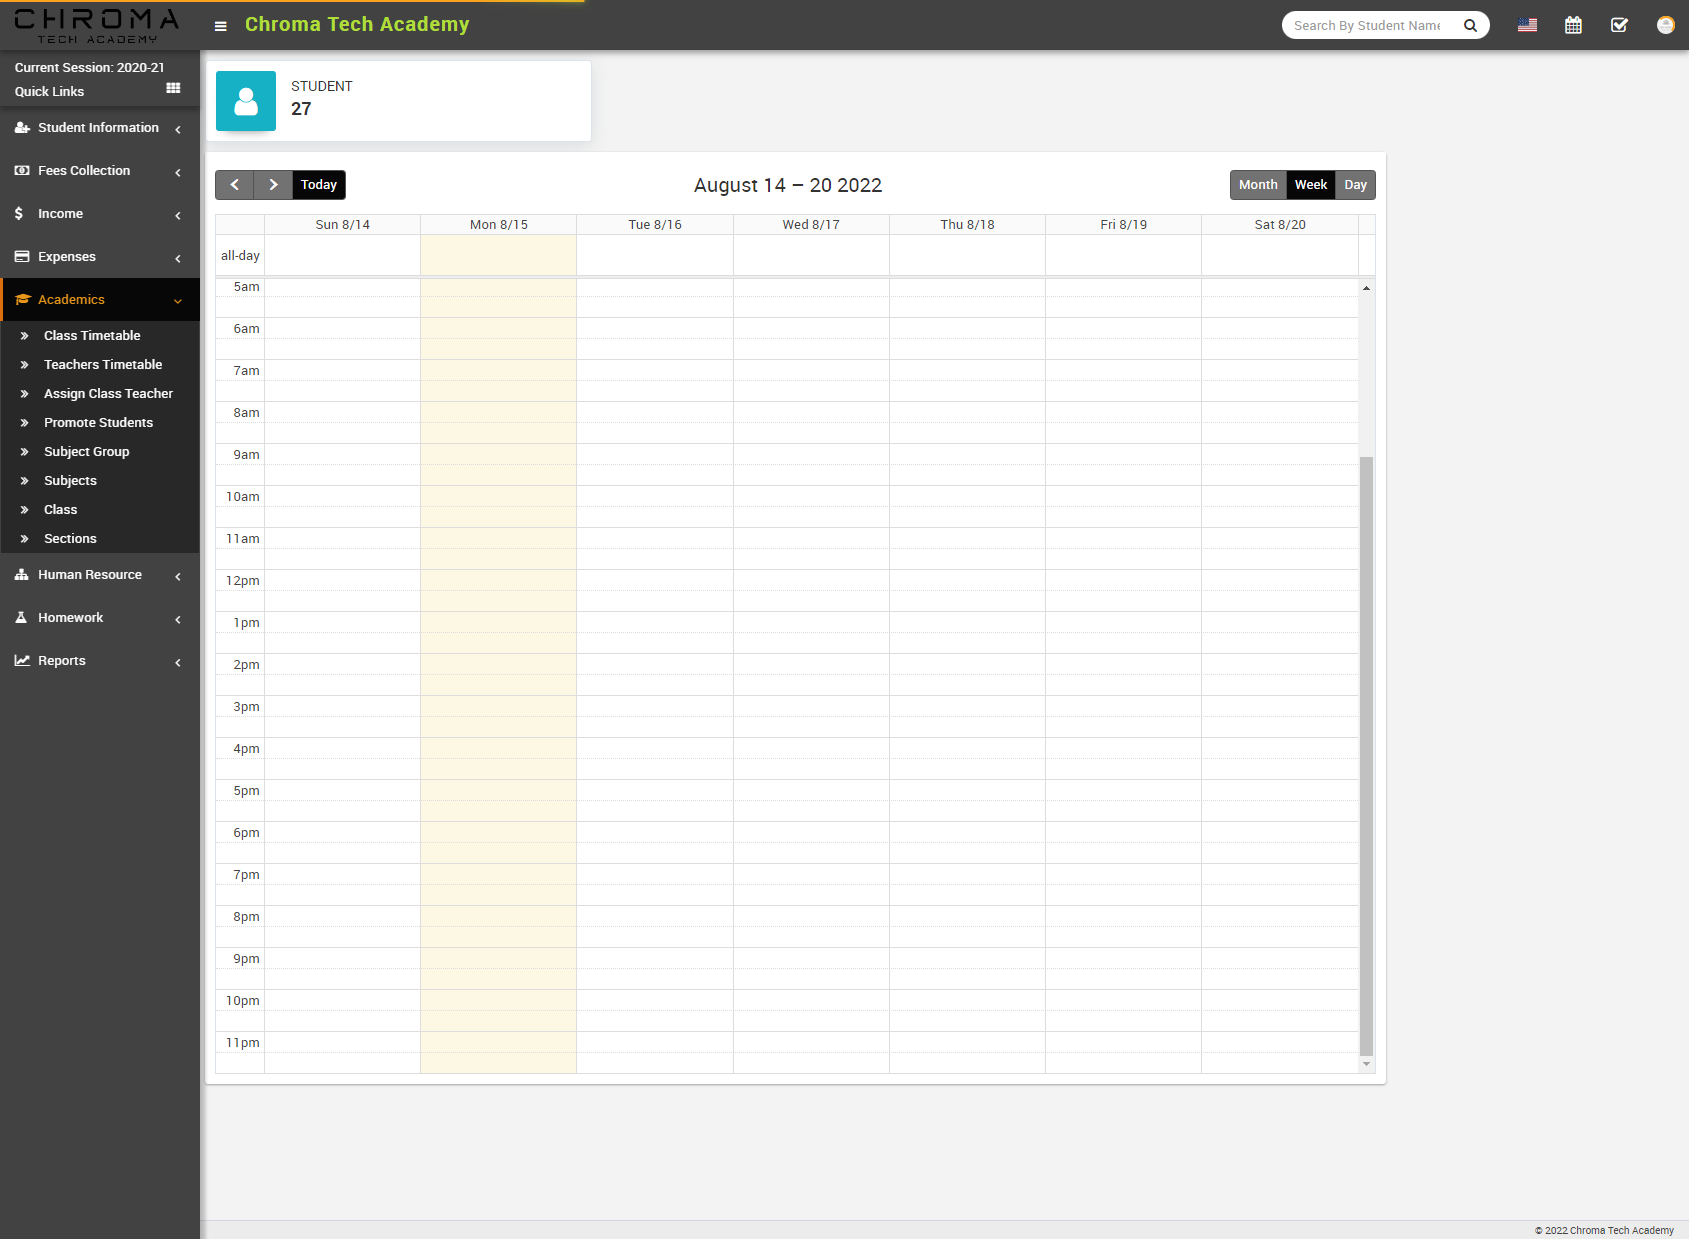 CHROMA
TECH ACADEMY
Chroma Tech Academy
Search By Student Name
Current Session: 2020-21
Quick Links
Student Information
Fees Collection
Income
Expenses
Academics
Class Timetable
Teachers Timetable
Assign Class Teacher
Promote Students
Subject Group
Subjects
Class
Sections
Human Resource
Homework
Reports
STUDENT
27
Today
August 14 – 20 2022
Month Week Day
Sun 8/14 Mon 8/15 Tue 8/16 Wed 8/17 Thu 8/18 Fri 8/19 Sat 8/20
all-day
5am
6am
7am
8am
9am
10am
11am
12pm
1pm
2pm
3pm
4pm
5pm
6pm
7pm
8pm
9pm
10pm
11pm
© 2022 Chroma Tech Academy